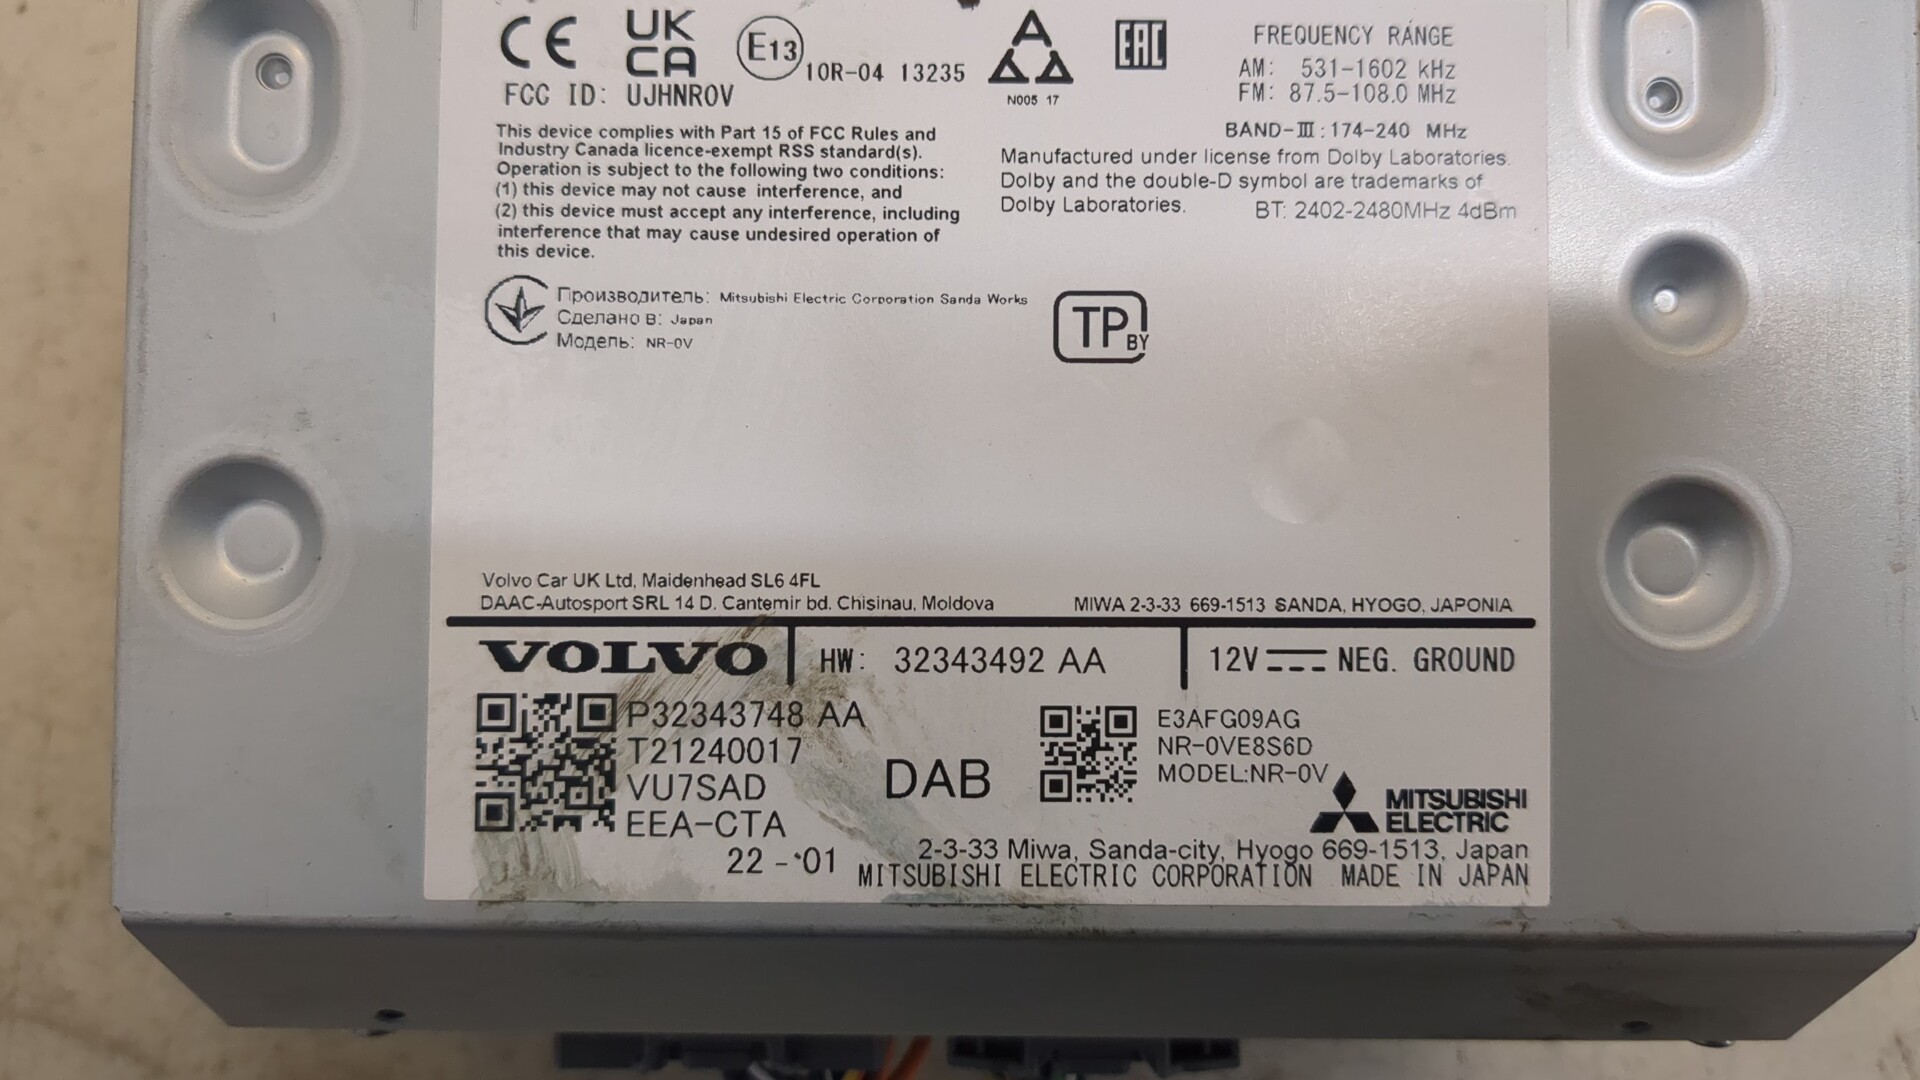 CE UK CA E13 10R-04 13235
FCC ID: UJHNR0V
N005 17
EAC
FREQUENCY RANGE
AM: 531-1602 kHz
FM: 87.5-108.0 MHz
BAND-III:174-240 MHz
This device complies with Part 15 of FCC Rules and
Industry Canada licence-exempt RSS standard(s).
Operation is subject to the following two conditions:
(1) this device may not cause interference, and
(2) this device must accept any interference, including
interference that may cause undesired operation of
this device.
Manufactured under license from Dolby Laboratories.
Dolby and the double-D symbol are trademarks of
Dolby Laboratories.
BT: 2402-2480MHz 4dBm
Производитель: Mitsubishi Electric Corporation Sanda Works
Сделано в: Japan
Модель: NR-0V
TP BY
Volvo Car UK Ltd, Maidenhead SL6 4FL
DAAC-Autosport SRL 14 D. Cantemir bd. Chisinau, Moldova
MIWA 2-3-33 669-1513 SANDA, HYOGO, JAPONIA
VOLVO
HW: 32343492 AA
12V NEG. GROUND
P32343748 AA
T21240017
VU7SAD
EEA-CTA
22-01
DAB
E3AFG09AG
NR-0VE8S6D
MODEL:NR-0V
MITSUBISHI
ELECTRIC
2-3-33 Miwa, Sanda-city, Hyogo 669-1513, Japan
MITSUBISHI ELECTRIC CORPORATION MADE IN JAPAN